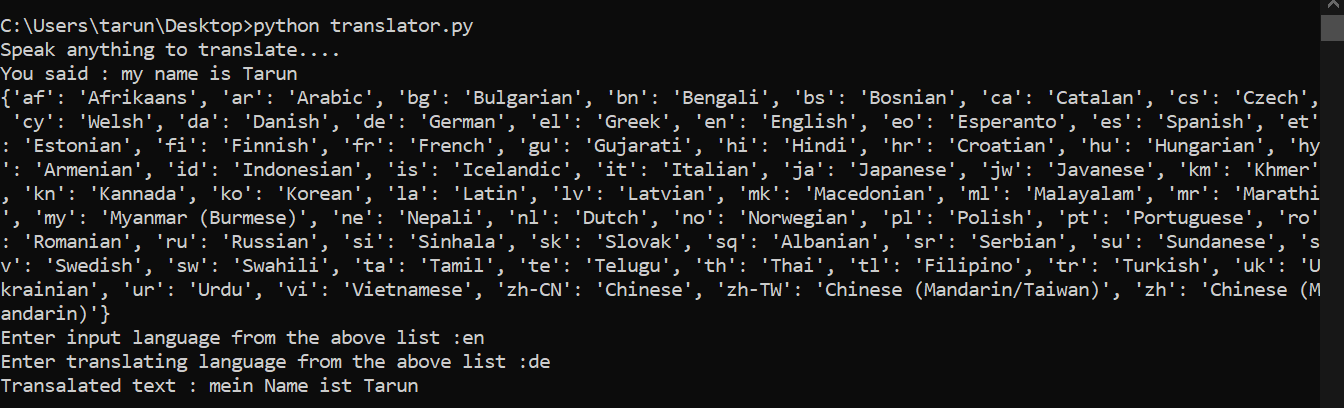 C:\Users\tarun\Desktop>python translator.py
Speak anything to translate....
You said : my name is Tarun
{'af': 'Afrikaans', 'ar': 'Arabic', 'bg': 'Bulgarian', 'bn': 'Bengali', 'bs': 'Bosnian', 'ca': 'Catalan', 'cs': 'Czech',
 'cy': 'Welsh', 'da': 'Danish', 'de': 'German', 'el': 'Greek', 'en': 'English', 'eo': 'Esperanto', 'es': 'Spanish', 'et'
: 'Estonian', 'fi': 'Finnish', 'fr': 'French', 'gu': 'Gujarati', 'hi': 'Hindi', 'hr': 'Croatian', 'hu': 'Hungarian', 'hy
': 'Armenian', 'id': 'Indonesian', 'is': 'Icelandic', 'it': 'Italian', 'ja': 'Japanese', 'jw': 'Javanese', 'km': 'Khmer'
, 'kn': 'Kannada', 'ko': 'Korean', 'la': 'Latin', 'lv': 'Latvian', 'mk': 'Macedonian', 'ml': 'Malayalam', 'mr': 'Marathi
', 'my': 'Myanmar (Burmese)', 'ne': 'Nepali', 'nl': 'Dutch', 'no': 'Norwegian', 'pl': 'Polish', 'pt': 'Portuguese', 'ro'
: 'Romanian', 'ru': 'Russian', 'si': 'Sinhala', 'sk': 'Slovak', 'sq': 'Albanian', 'sr': 'Serbian', 'su': 'Sundanese', 's
v': 'Swedish', 'sw': 'Swahili', 'ta': 'Tamil', 'te': 'Telugu', 'th': 'Thai', 'tl': 'Filipino', 'tr': 'Turkish', 'uk': 'U
krainian', 'ur': 'Urdu', 'vi': 'Vietnamese', 'zh-CN': 'Chinese', 'zh-TW': 'Chinese (Mandarin/Taiwan)', 'zh': 'Chinese (M
andarin)'}
Enter input language from the above list :en
Enter translating language from the above list :de
Transalated text : mein Name ist Tarun